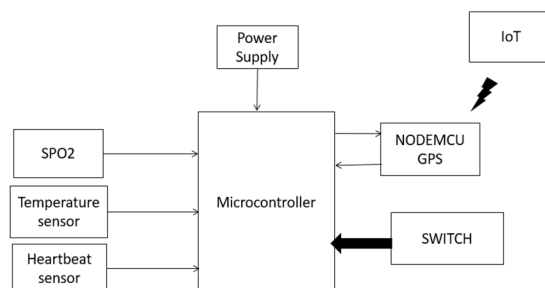 IoT
Power
Supply
NODEMCU
GPS
SPO2
Microcontroller
Temperature
sensor
SWITCH
Heartbeat
sensor